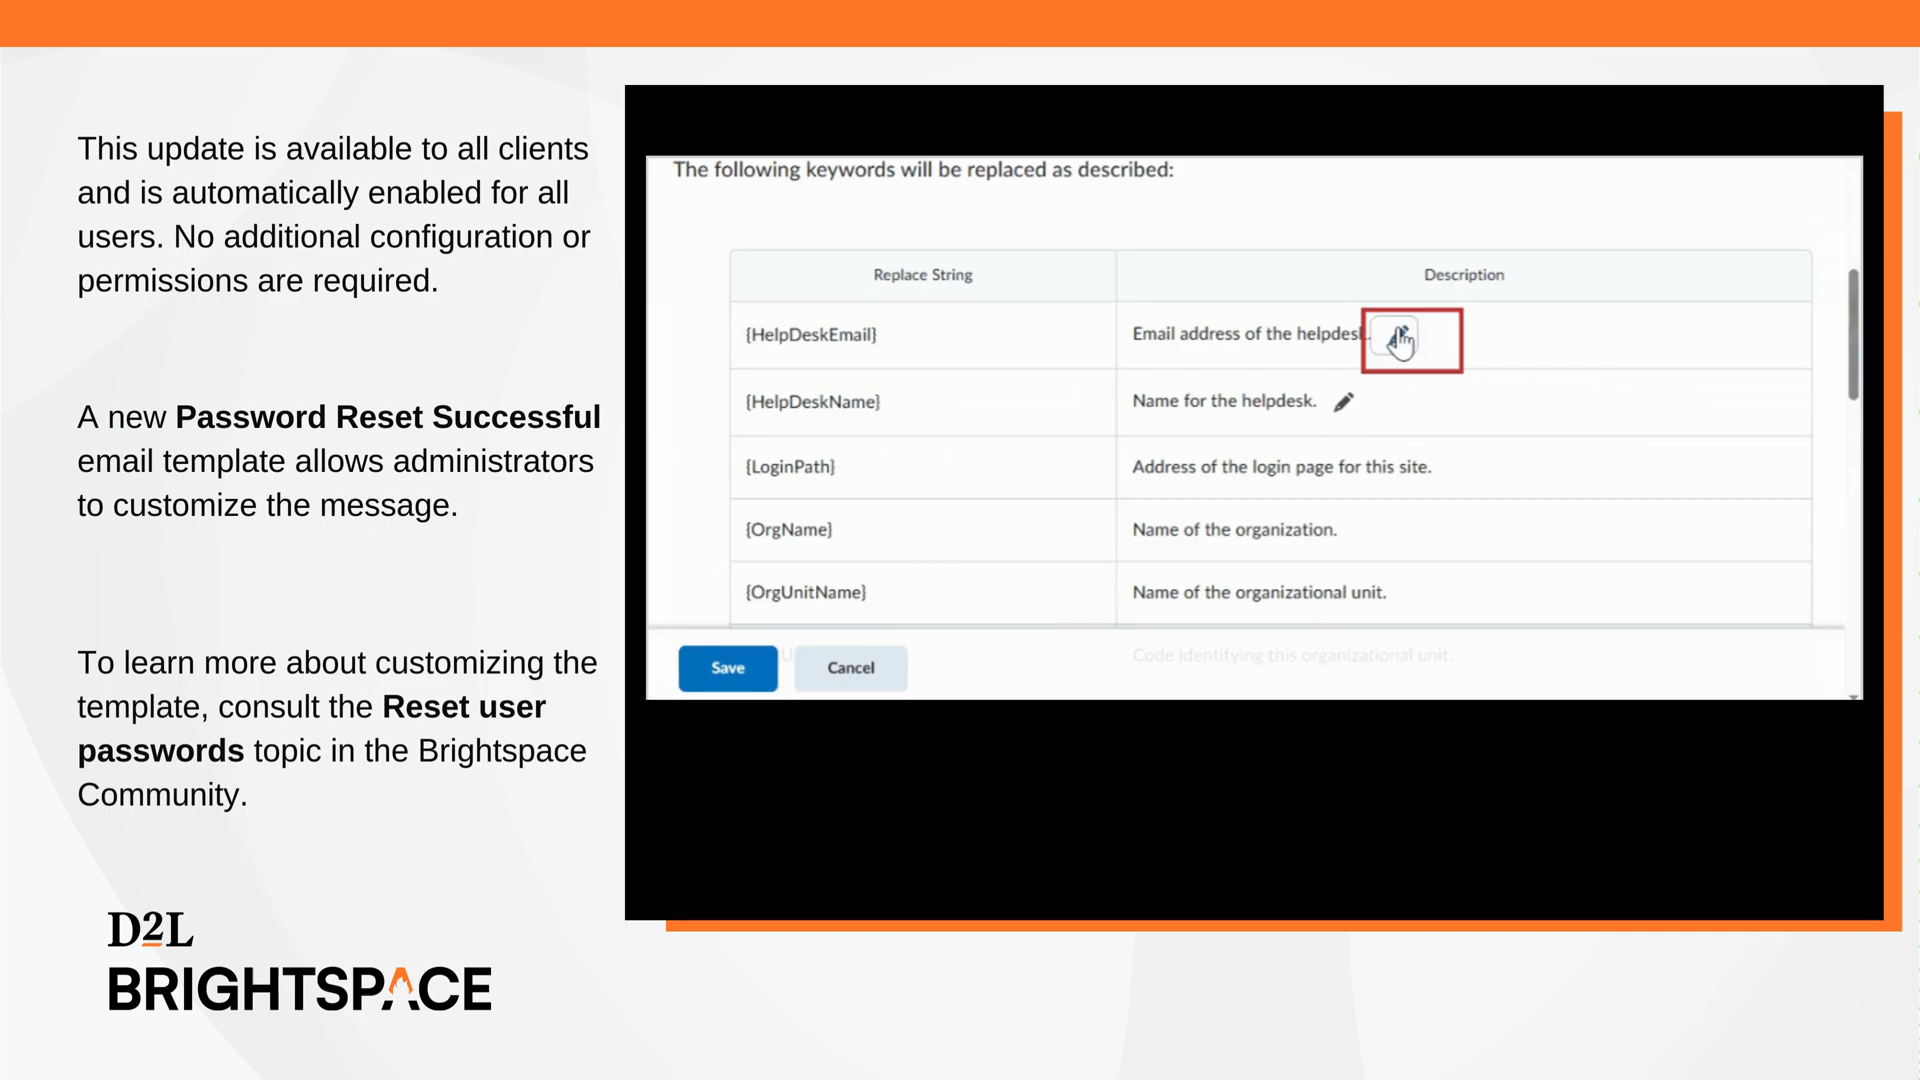 This update is available to all clients
and is automatically enabled for all
users. No additional configuration or
permissions are required.
A new Password Reset Successful
email template allows administrators
to customize the message.
To learn more about customizing the
template, consult the Reset user
passwords topic in the Brightspace
Community.
D2L
BRIGHTSPACE
The following keywords will be replaced as described:
Replace String Description
{HelpDeskEmail} Email address of the helpdesk.
{HelpDeskName} Name for the helpdesk.
{LoginPath} Address of the login page for this site.
{OrgName} Name of the organization.
{OrgUnitName} Name of the organizational unit.
Code identifying this organizational unit.
Save Cancel